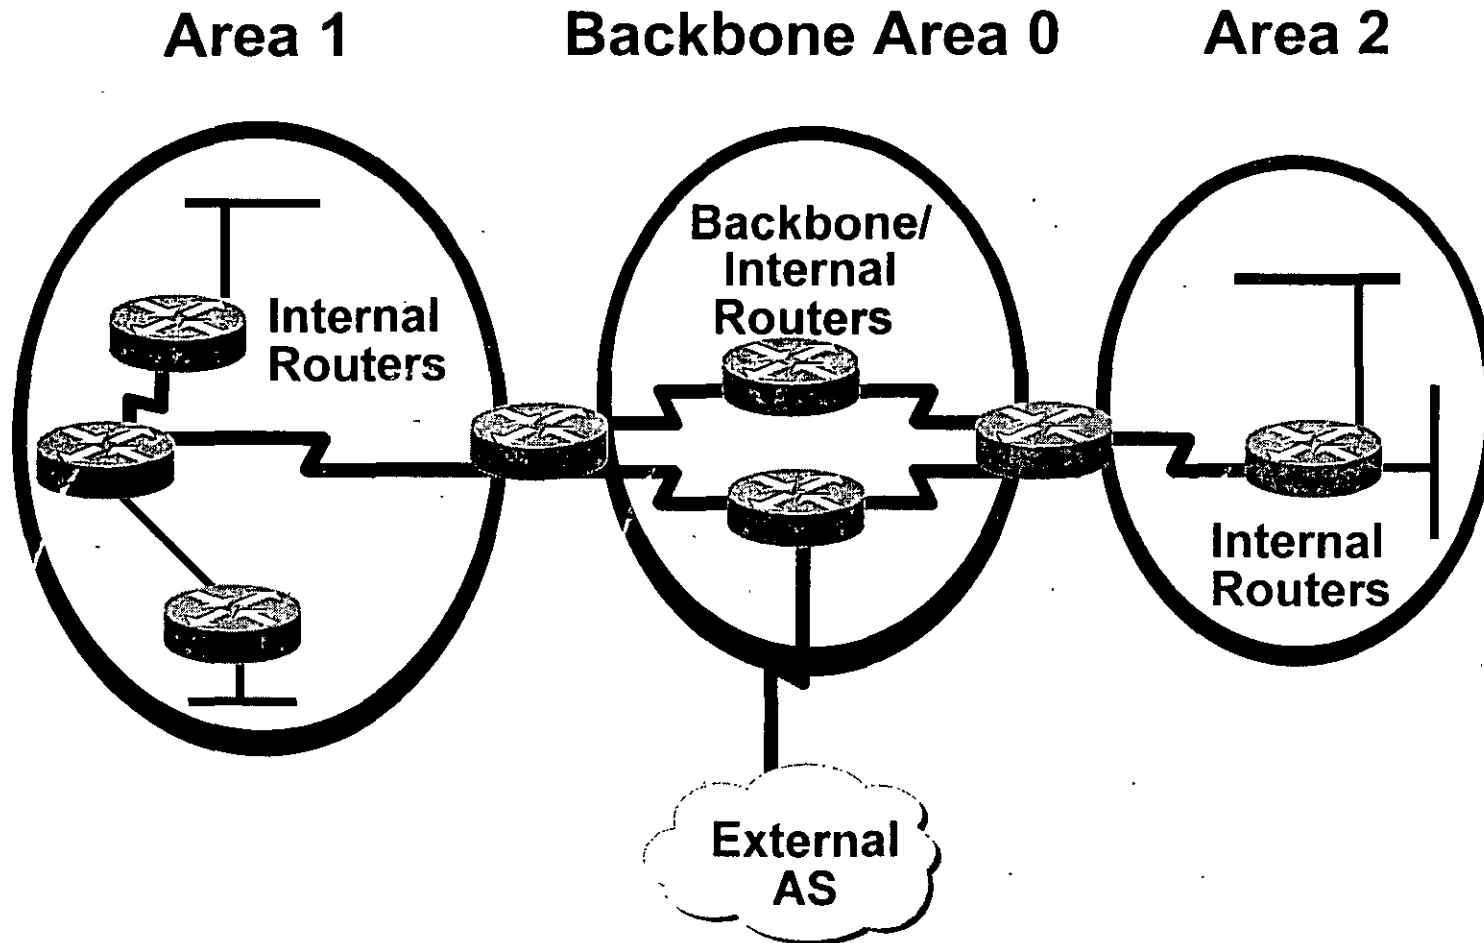 Area 1
Backbone Area 0
Area 2
Backbone/
Internal
Routers
Internal
Routers
Internal
Routers
External
AS